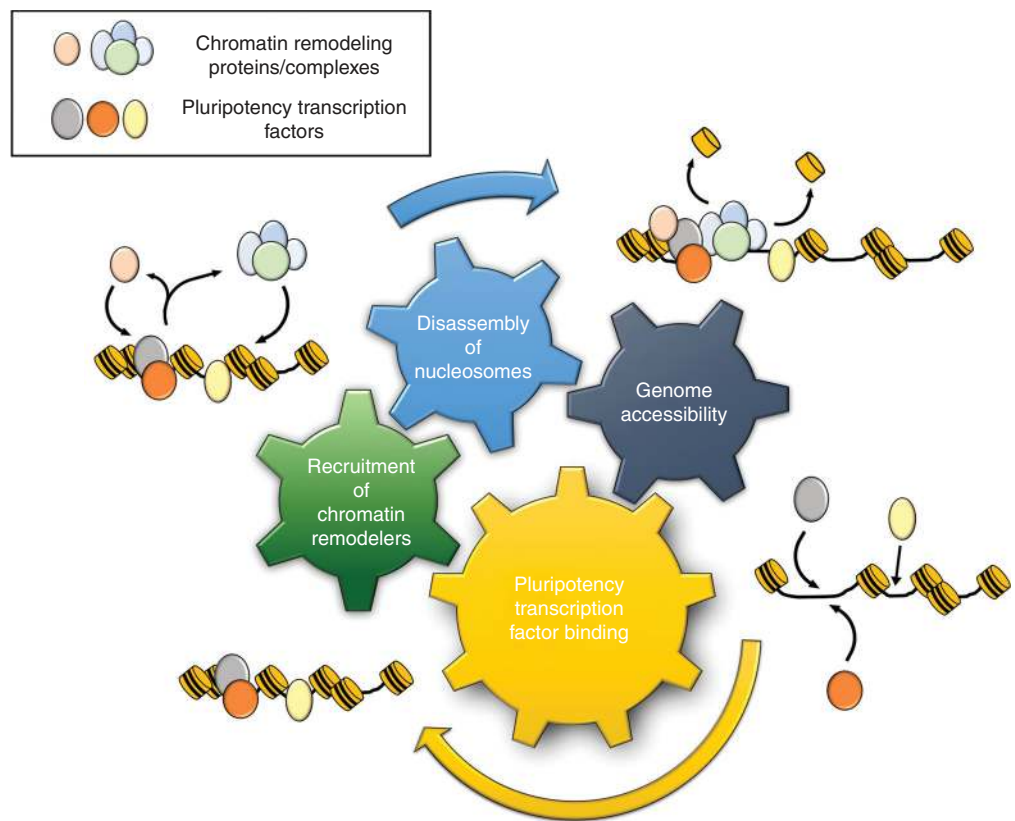 Chromatin remodeling
proteins/complexes
Pluripotency transcription
factors
Disassembly
of
nucleosomes
Genome
accessibility
Recruitment
of
chromatin
remodelers
Pluripotency
transcription
factor binding